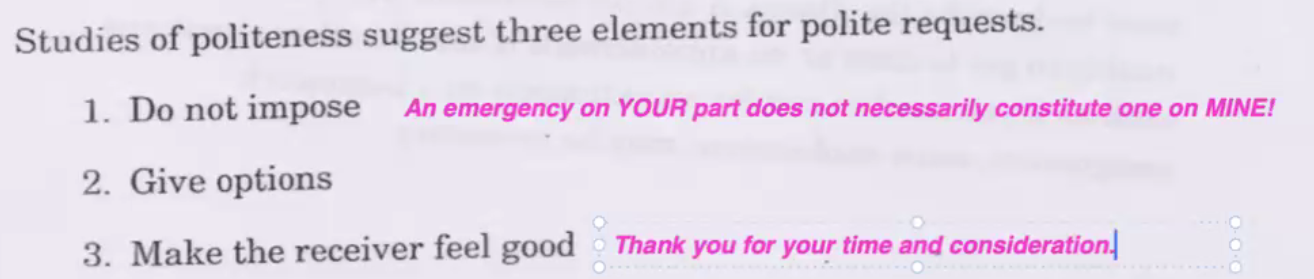 Studies of politeness suggest three elements for polite requests.
1. Do not impose An emergency on YOUR part does not necessarily constitute one on MINE!
2. Give options
3. Make the receiver feel good Thank you for your time and consideration.